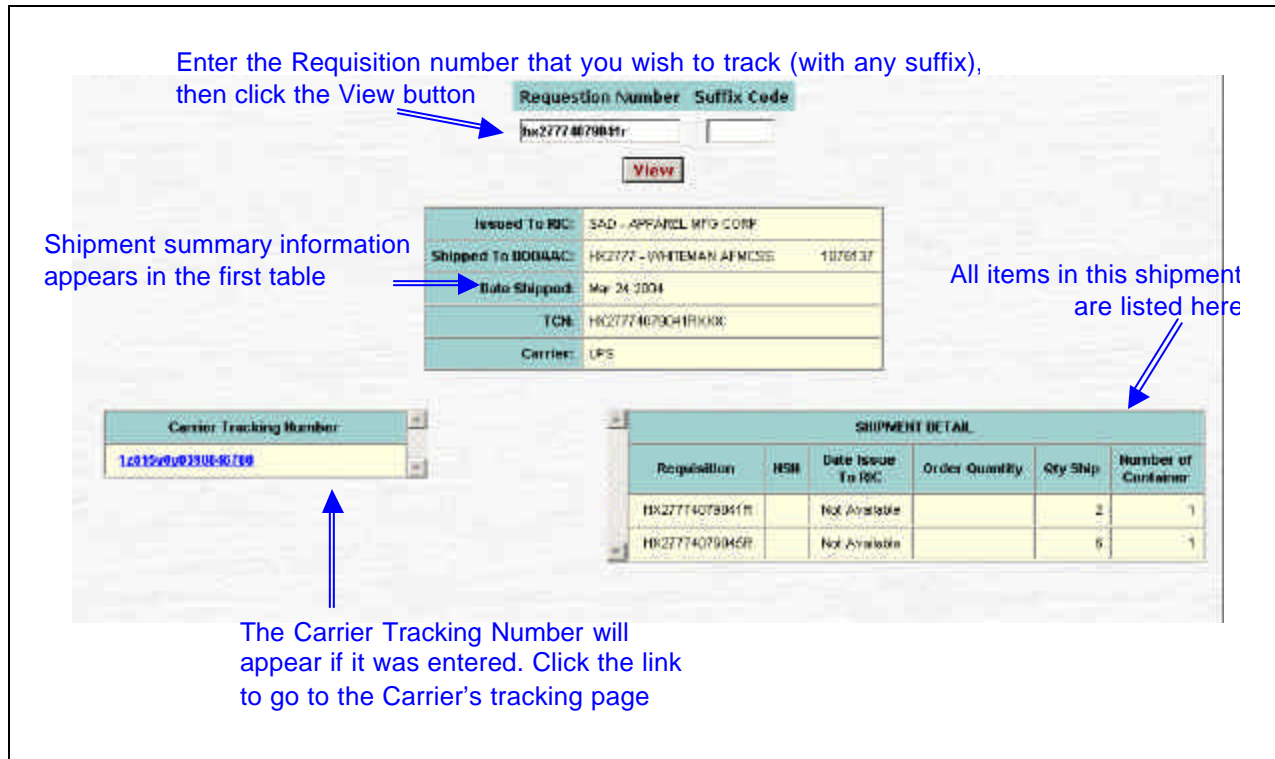 Enter the Requisition number that you wish to track (with any suffix),
then click the View button
Requestion Number Suffix Code
hx27774079041r
View
Shipment summary information
appears in the first table
Issued To RIC: SAD - APPAREL MFG CORP
Shipped To DODAAC: HX2777 - WHITEMAN AFMCSS
Date Shipped: Mar 24 2004
TCN: HX27774079041RXXX
Carrier: UPS
All items in this shipment
are listed here
Carrier Tracking Number
SHIPMENT DETAIL
Requisition NSN Date Issue To RIC Order Quantity Qty Ship Number of Container
HX27774079041R Not Available 2 1
HX27774079045R Not Available 6 1
The Carrier Tracking Number will
appear if it was entered. Click the link
to go to the Carrier's tracking page